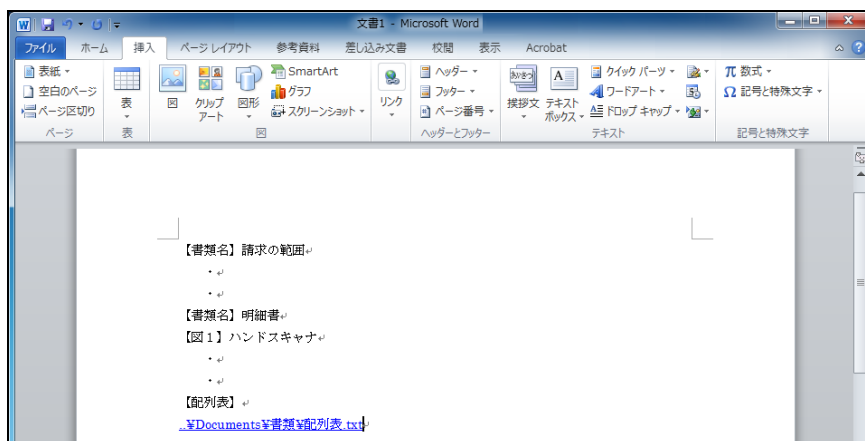 文書1 - Microsoft Word
ファイル ホーム 挿入 ページ レイアウト 参考資料 差し込み文書 校閲 表示 Acrobat
表紙
空白のページ
ページ区切り
ページ
表
表
図
クリップ アート
図形
SmartArt
グラフ
スクリーンショット
図
リンク
ヘッダー
フッター
ページ番号
ヘッダーとフッター
あいさつ
挨拶文
A
テキスト ボックス
クイック パーツ
ワードアート
ドロップ キャップ
テキスト
π 数式
Ω 記号と特殊文字
記号と特殊文字
【書類名】請求の範囲↵
・↵
・↵
【書類名】明細書↵
【図1】ハンドスキャナ↵
・↵
・↵
【配列表】↵
..¥Documents¥書類¥配列表.txt